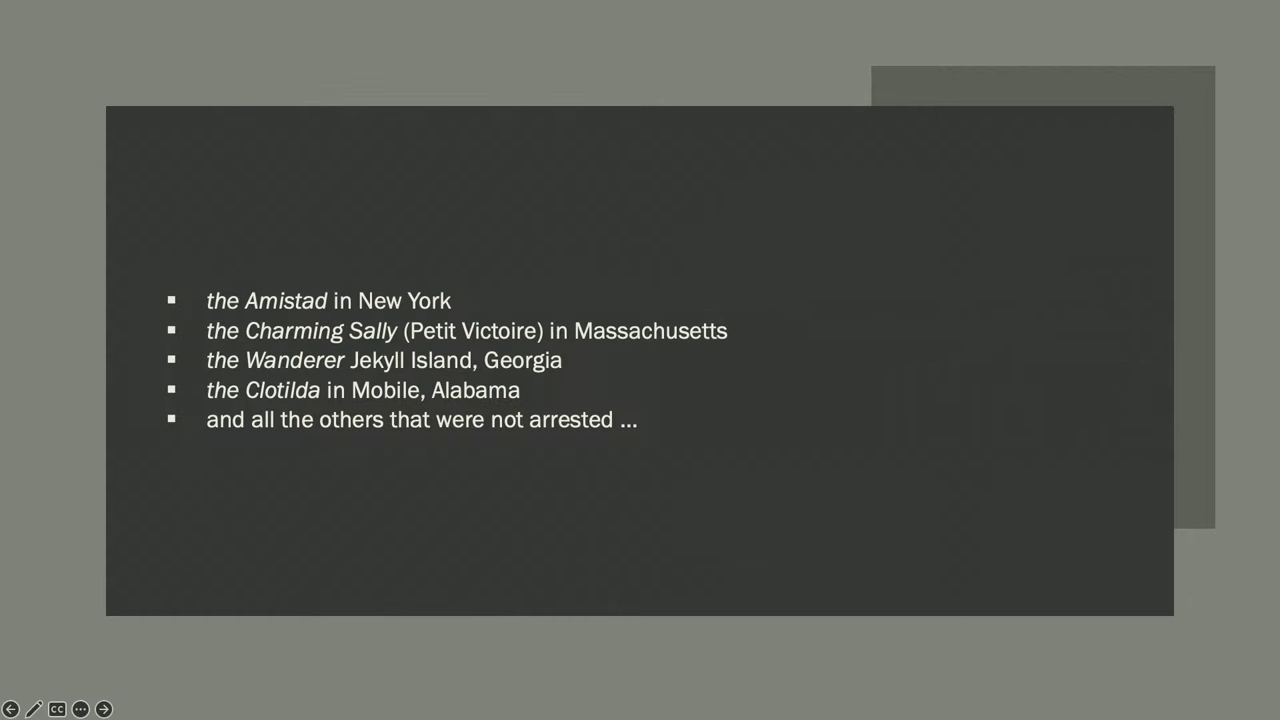 ▪ the Amistad in New York
▪ the Charming Sally (Petit Victoire) in Massachusetts
▪ the Wanderer Jekyll Island, Georgia
▪ the Clotilda in Mobile, Alabama
▪ and all the others that were not arrested ...
CC